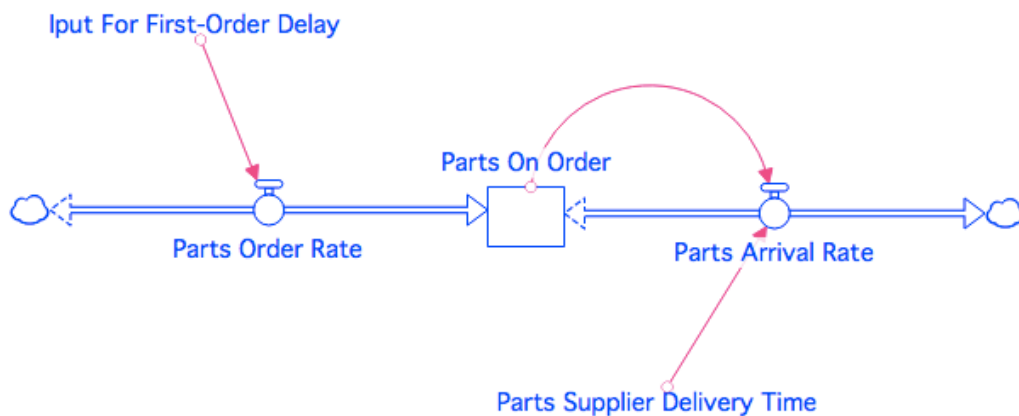 Iput For First-Order Delay
Parts On Order
Parts Order Rate
Parts Arrival Rate
Parts Supplier Delivery Time